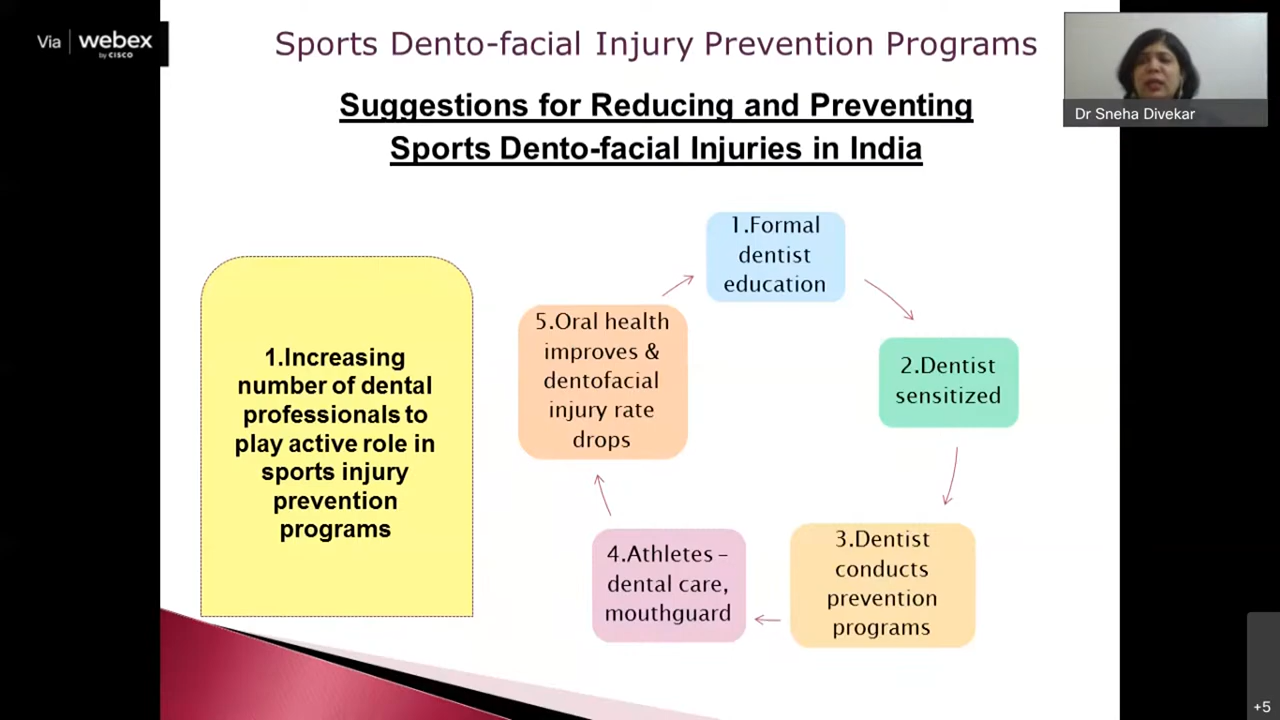 Via webex
by CISCO
Sports Dento-facial Injury Prevention Programs
Dr Sneha Divekar
Suggestions for Reducing and Preventing
Sports Dento-facial Injuries in India
1.Increasing
number of dental
professionals to
play active role in
sports injury
prevention
programs
1.Formal
dentist
education
2.Dentist
sensitized
3.Dentist
conducts
prevention
programs
4.Athletes –
dental care,
mouthguard
5.Oral health
improves &
dentofacial
injury rate
drops
+5